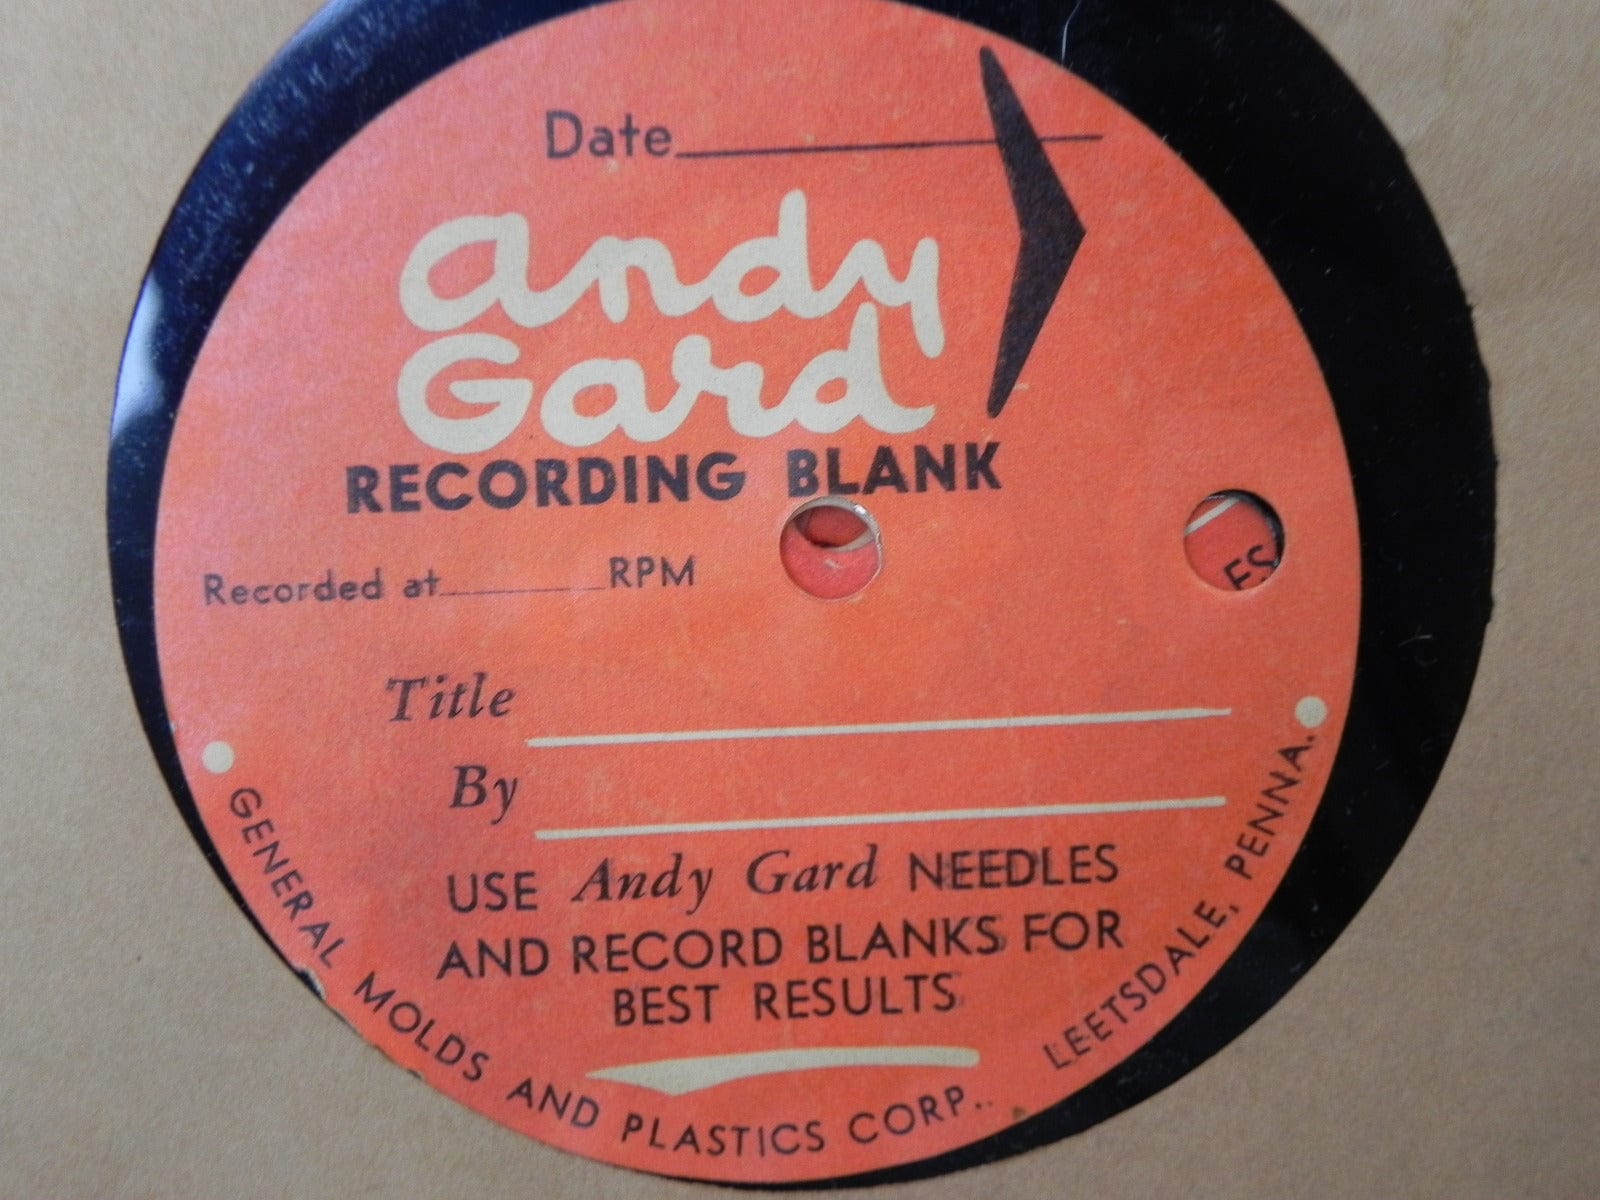 Date
Andy
Gard
RECORDING BLANK
Recorded at RPM
ES
Title
By
USE Andy Gard NEEDLES
AND RECORD BLANKS FOR
BEST RESULTS
GENERAL MOLDS AND PLASTICS CORP.. LEETSDALE, PENNA.